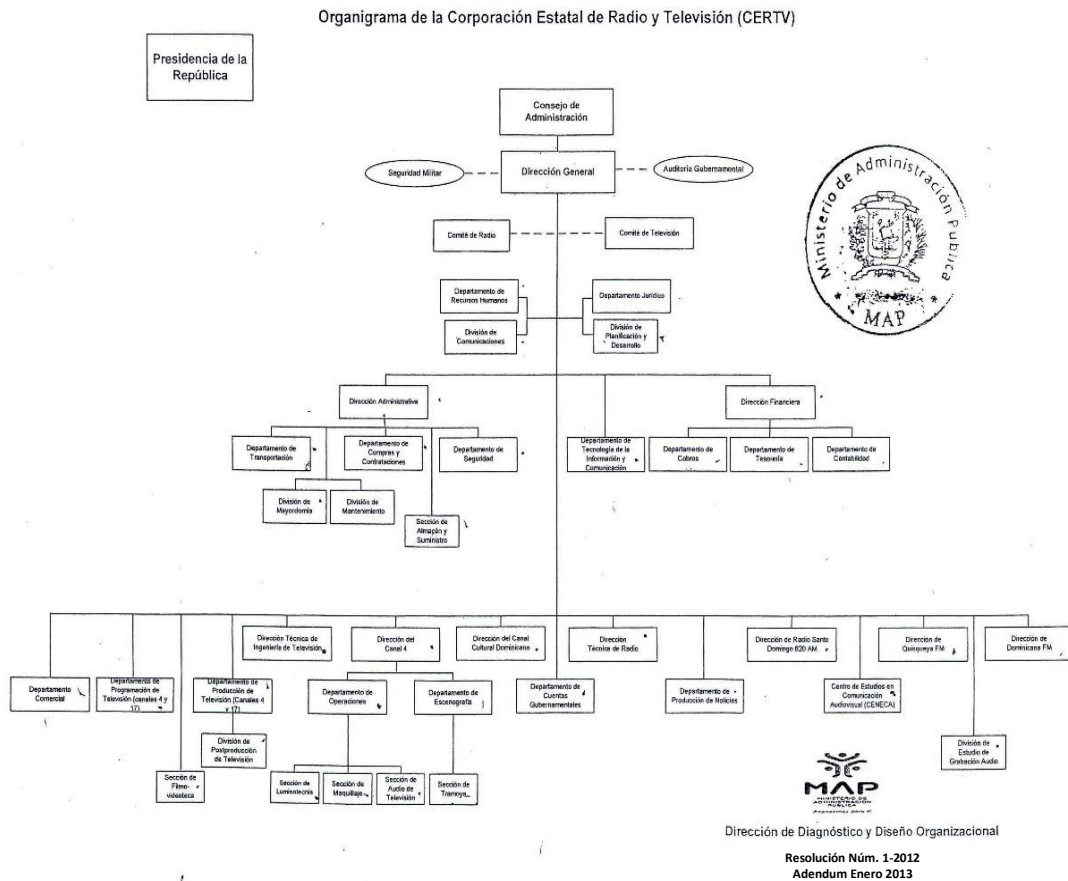 Organigrama de la Corporación Estatal de Radio y Televisión (CERTV)
Presidencia de la
República
Consejo de
Administración
Seguridad Militar
Dirección General
Auditoria Gubernamental
Comité de Radio
Comité de Televisión
Departamento de
Recursos Humanos
Departamento Jurídico
División de
Comunicaciones
División de
Planificación y
Desarrollo
Ministerio de Administración Pública
MAP
Dirección Administrativa
Dirección Financiera
Departamento de
Transportación
Departamento de
Compras y
Contrataciones
Departamento de
Seguridad
Departamento de
Tecnología de la
Información y
Comunicación
Departamento de
Cobros
Departamento de
Tesorería
Departamento de
Contabilidad
División de
Mayordomía
División de
Mantenimiento
Sección de
Almacén y
Suministro
Dirección Técnica de
Ingeniería de Televisión
Dirección del
Canal 4
Dirección del Canal
Cultural Dominicano
Dirección
Técnica de Radio
Dirección de Radio Santo
Domingo 620 AM
Dirección de
Quisqueya FM
Dirección de
Dominicana FM
Departamento
Comercial
Departamento de
Programación de
Televisión (canales 4 y
17)
Departamento de
Producción de
Televisión (Canales 4
y 17)
Departamento de
Operaciones
Departamento de
Escenografía
Departamento de
Cuentas
Gubernamentales
Departamento de
Producción de Noticias
Centro de Estudios en
Comunicación
Audiovisual (CENECA)
División de
Postproducción
de Televisión
División de
Estudio de
Grabación Audio
Sección de
Filmo-
videoteca
Sección de
Luminotecnia
Sección de
Maquillaje
Sección de
Audio de
Televisión
Sección de
Tramoya
MAP
MINISTERIO DE
ADMINISTRACIÓN
PÚBLICA
Dirección de Diagnóstico y Diseño Organizacional
Resolución Núm. 1-2012
Adendum Enero 2013